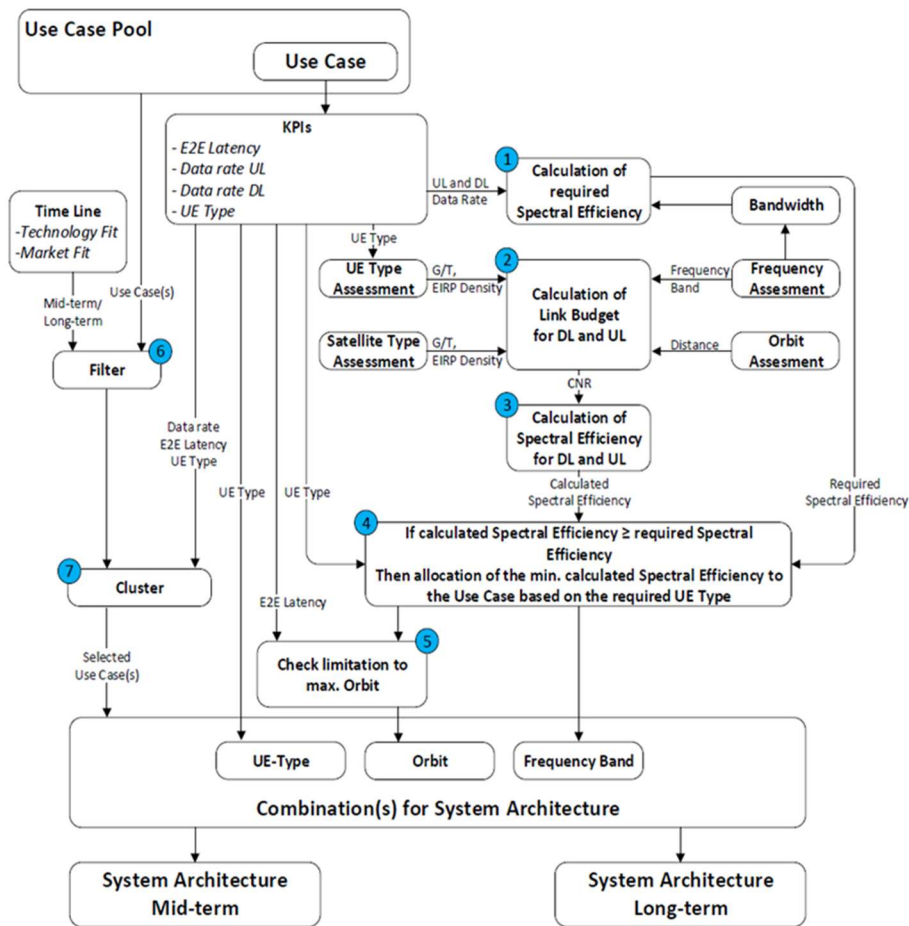 Use Case Pool
Use Case
KPIs
- E2E Latency
- Data rate UL
- Data rate DL
- UE Type
Time Line
-Technology Fit
-Market Fit
UL and DL
Data Rate
1
Calculation of
required
Spectral Efficiency
Bandwidth
UE Type
UE Type
Assessment
G/T,
EIRP Density
2
Calculation of
Link Budget
for DL and UL
Frequency
Band
Frequency
Assesment
Mid-term/
Long-term
Use Case(s)
Satellite Type
Assessment
G/T,
EIRP Density
Distance
Orbit
Assesment
6
Filter
CNR
3
Calculation of
Spectral Efficiency
for DL and UL
Data rate
E2E Latency
UE Type
UE Type
UE Type
Calculated
Spectral Efficiency
Required
Spectral Efficiency
4
If calculated Spectral Efficiency ≥ required Spectral
Efficiency
Then allocation of the min. calculated Spectral Efficiency to
the Use Case based on the required UE Type
7
Cluster
E2E Latency
5
Check limitation to
max. Orbit
Selected
Use Case(s)
UE-Type
Orbit
Frequency Band
Combination(s) for System Architecture
System Architecture
Mid-term
System Architecture
Long-term